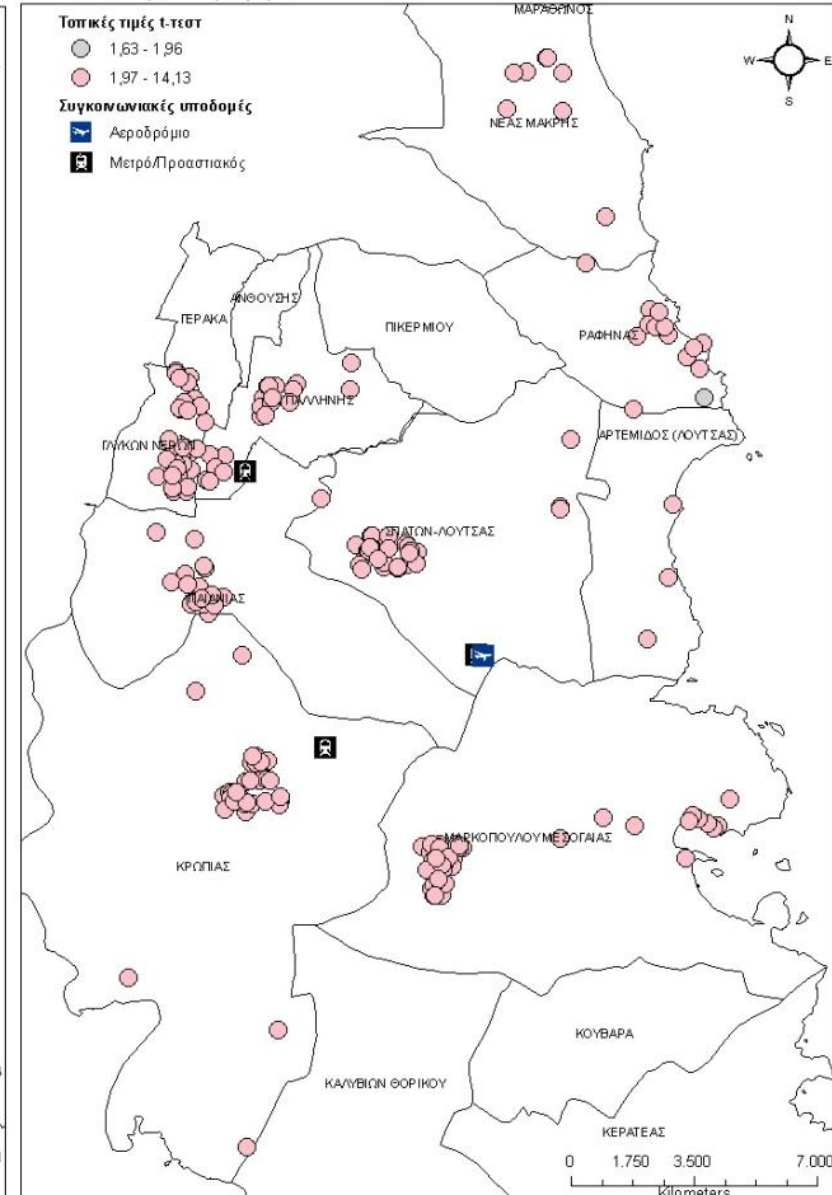 ΜΑΡΑΘΩΝΟΣ
Τοπικές τιμές t-τεστ
1,63 - 1,96
1,97 - 14,13
Συγκοινωνιακές υποδομές
Αεροδρόμιο
Μετρό/Προαστιακός
N
W
E
S
ΝΕΑΣ ΜΑΚΡΗΣ
ΑΝΘΟΥΣΗΣ
ΓΕΡΑΚΑ
ΠΙΚΕΡΜΙΟΥ
ΡΑΦΗΝΑΣ
ΠΑΛΛΗΝΗΣ
ΑΡΤΕΜΙΔΟΣ (ΛΟΥΤΣΑΣ)
ΓΛΥΚΩΝ ΝΕΡΩΝ
ΣΠΑΤΩΝ-ΛΟΥΤΣΑΣ
ΠΑΙΑΝΙΑΣ
ΜΑΡΚΟΠΟΥΛΟΥ ΜΕΣΟΓΑΙΑΣ
ΚΡΩΠΙΑΣ
ΚΟΥΒΑΡΑ
ΚΑΛΥΒΙΩΝ ΘΟΡΙΚΟΥ
ΚΕΡΑΤΕΑΣ
0 1.750 3.500 7.000
Kilometers